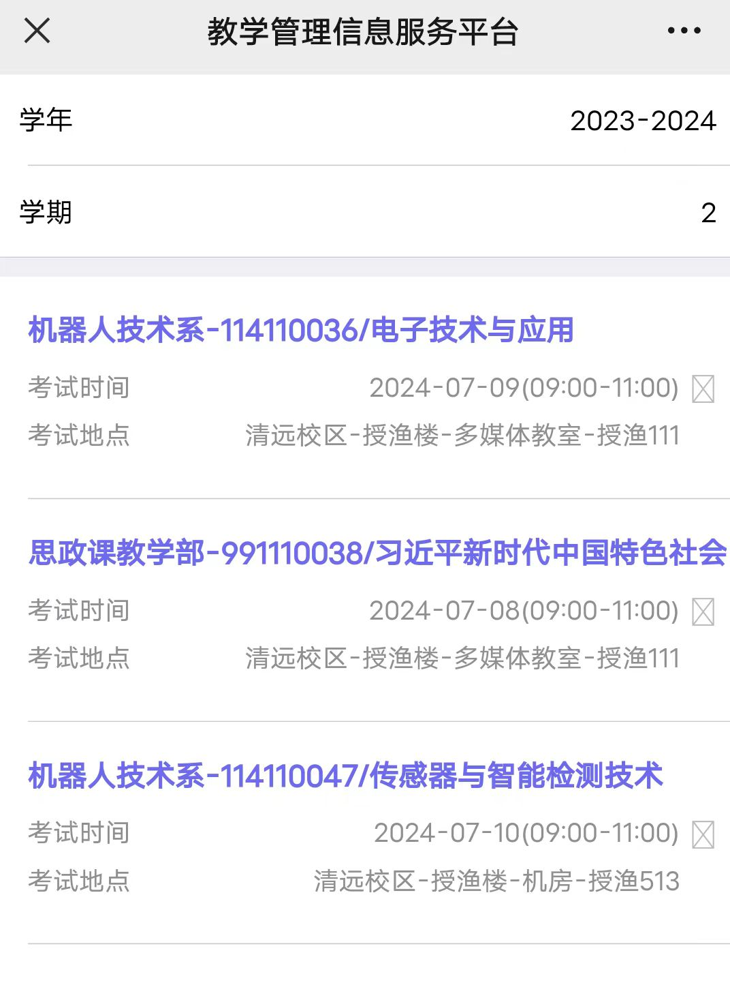 教学管理信息服务平台
学年 2023-2024
学期 2
机器人技术系-114110036/电子技术与应用
考试时间 2024-07-09(09:00-11:00)
考试地点 清远校区-授渔楼-多媒体教室-授渔111
思政课教学部-991110038/习近平新时代中国特色社会
考试时间 2024-07-08(09:00-11:00)
考试地点 清远校区-授渔楼-多媒体教室-授渔111
机器人技术系-114110047/传感器与智能检测技术
考试时间 2024-07-10(09:00-11:00)
考试地点 清远校区-授渔楼-机房-授渔513